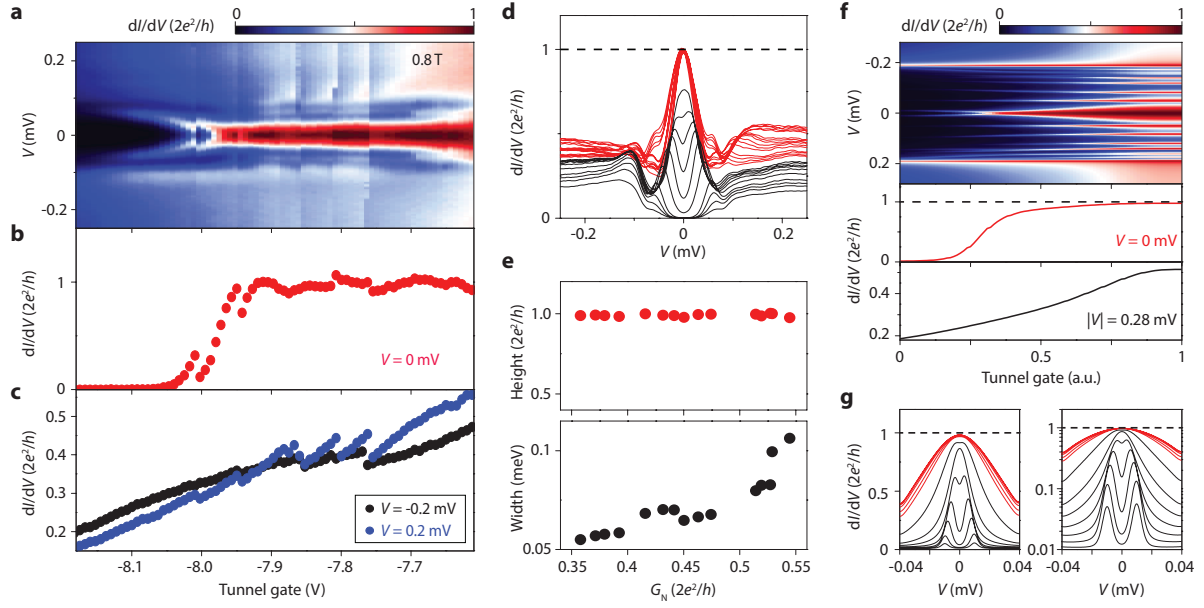 a
dI/dV (2e²/h)
0
1
0.8 T
V (mV)
0.2
0
-0.2
b
dI/dV (2e²/h)
1
0
V = 0 mV
c
dI/dV (2e²/h)
0.5
0.4
0.3
0.2
V = -0.2 mV
V = 0.2 mV
-8.1
-8.0
-7.9
-7.8
-7.7
Tunnel gate (V)
d
dI/dV (2e²/h)
1
0.5
0
-0.2
0
0.2
V (mV)
e
Height (2e²/h)
1.0
0.5
Width (meV)
0.1
0.05
0.35
0.40
0.45
0.50
0.55
G_N (2e²/h)
f
dI/dV (2e²/h)
0
1
V (mV)
-0.2
0
0.2
dI/dV (2e²/h)
1
0
V = 0 mV
0.2
|V| = 0.28 mV
0
0.5
1
Tunnel gate (a.u.)
g
dI/dV (2e²/h)
1
0.5
0
-0.04
0
0.04
V (mV)
1
0.1
0.01
-0.04
0
0.04
V (mV)